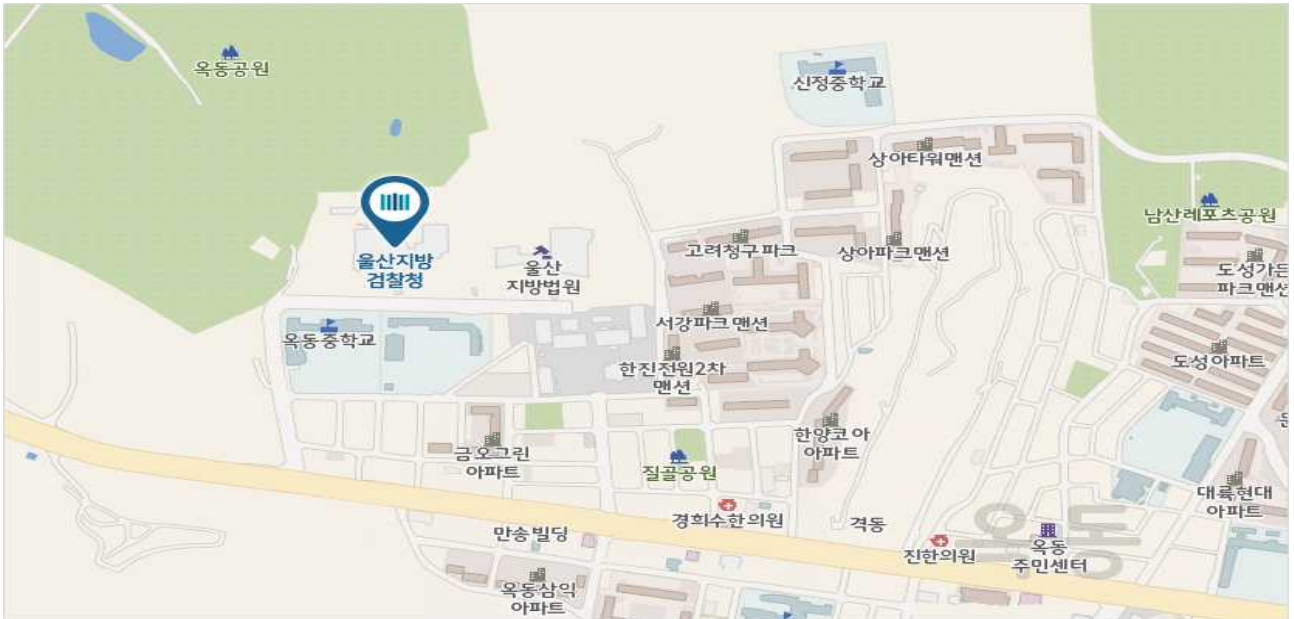 옥동공원
신정중학교
상아타워맨션
남산레포츠공원
울산지방
검찰청
울산
지방법원
고려청구파크
상아파크맨션
도성가든
파크맨션
옥동중학교
서강파크맨션
한진전원2차
맨션
도성아파트
금오그린
아파트
질골공원
한양코아
아파트
대륙현대
아파트
만송빌딩
경희수한의원
격동
진한의원
옥동
옥동
주민센터
옥동삼익
아파트